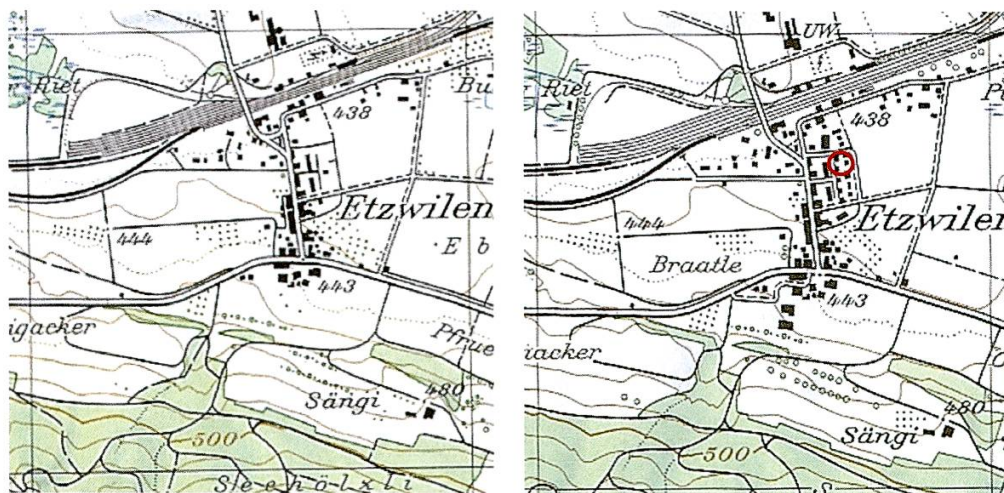 Riet
438
Bu
Etzwilen
444
E b
443
igacker
Pfrue
480
Sängi
500
Seehölzli
UW
Riet
438
Etzwilen
444
Braatle
443
iacker
480
Sängi
500
S